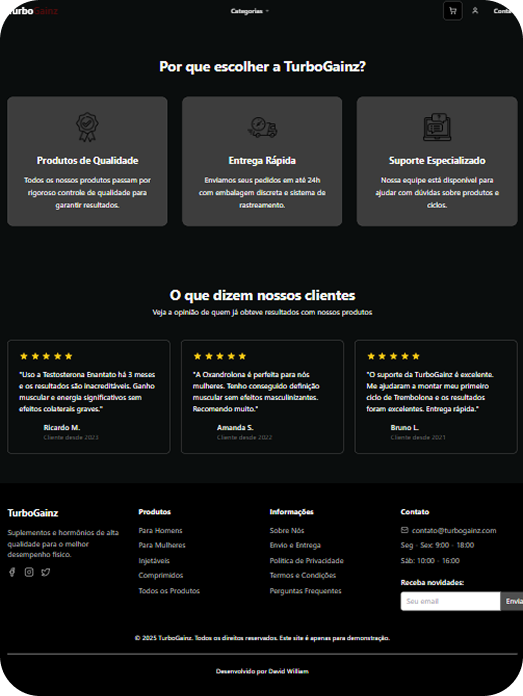 TurboGainz
Categorias
Conta
Por que escolher a TurboGainz?
Produtos de Qualidade
Todos os nossos produtos passam por
rigoroso controle de qualidade para
garantir resultados.
Entrega Rápida
Enviamos seus pedidos em até 24h
com embalagem discreta e sistema de
rastreamento.
Suporte Especializado
Nossa equipe está disponível para
ajudar com dúvidas sobre produtos e
ciclos.
O que dizem nossos clientes
Veja a opinião de quem já obteve resultados com nossos produtos
"Uso a Testosterona Enantato há 3 meses
e os resultados são inacreditáveis. Ganho
muscular e energia significativos sem
efeitos colaterais graves."
Ricardo M.
Cliente desde 2023
"A Oxandrolona é perfeita para nós
mulheres. Tenho conseguido definição
muscular sem efeitos masculinizantes.
Recomendo muito."
Amanda S.
Cliente desde 2022
"O suporte da TurboGainz é excelente.
Me ajudaram a montar meu primeiro
ciclo de Trembolona e os resultados
foram excelentes. Entrega rápida."
Bruno L.
Cliente desde 2021
TurboGainz
Suplementos e hormônios de alta
qualidade para o melhor
desempenho físico.
Produtos
Para Homens
Para Mulheres
Injetáveis
Comprimidos
Todos os Produtos
Informações
Sobre Nós
Envio e Entrega
Política de Privacidade
Termos e Condições
Perguntas Frequentes
Contato
contato@turbogainz.com
Seg - Sex: 9:00 - 18:00
Sáb: 10:00 - 16:00
Receba novidades:
Seu email
Envia
© 2025 TurboGainz. Todos os direitos reservados. Este site é apenas para demonstração.
Desenvolvido por David William